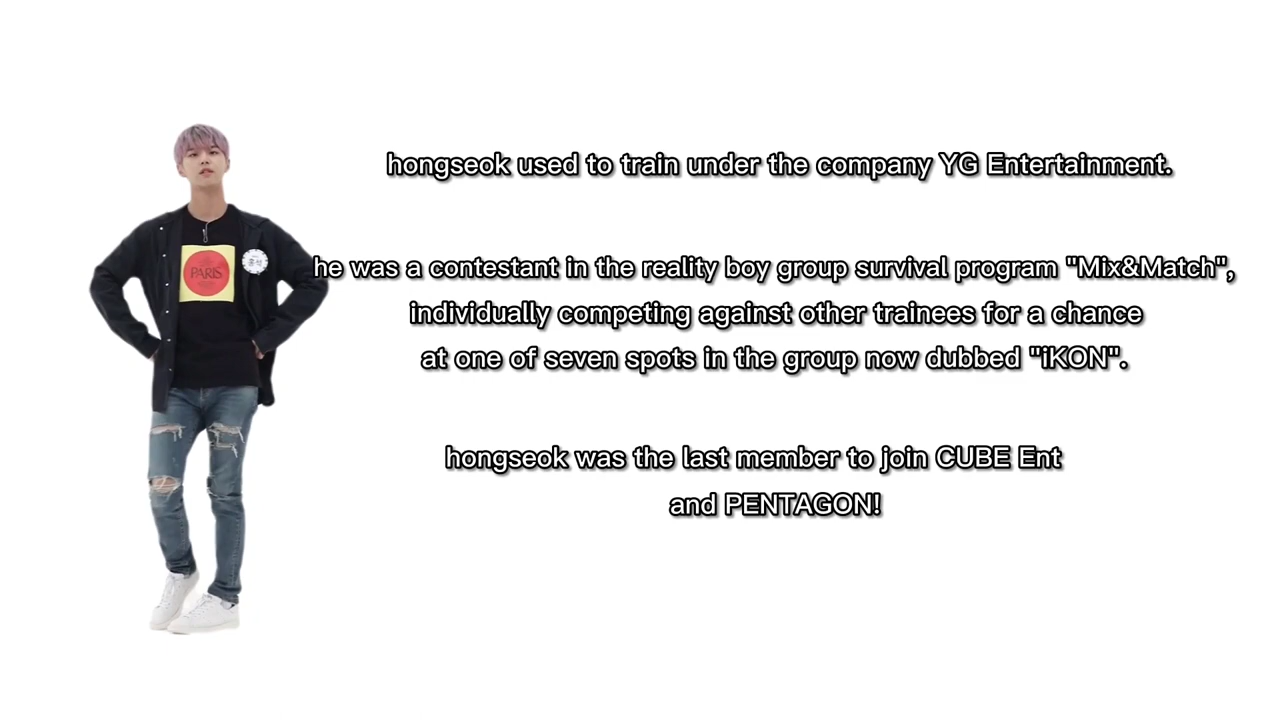 hongseok used to train under the company YG Entertainment.
he was a contestant in the reality boy group survival program "Mix&Match",
individually competing against other trainees for a chance
at one of seven spots in the group now dubbed "iKON".
hongseok was the last member to join CUBE Ent
and PENTAGON!
PARIS
홍석